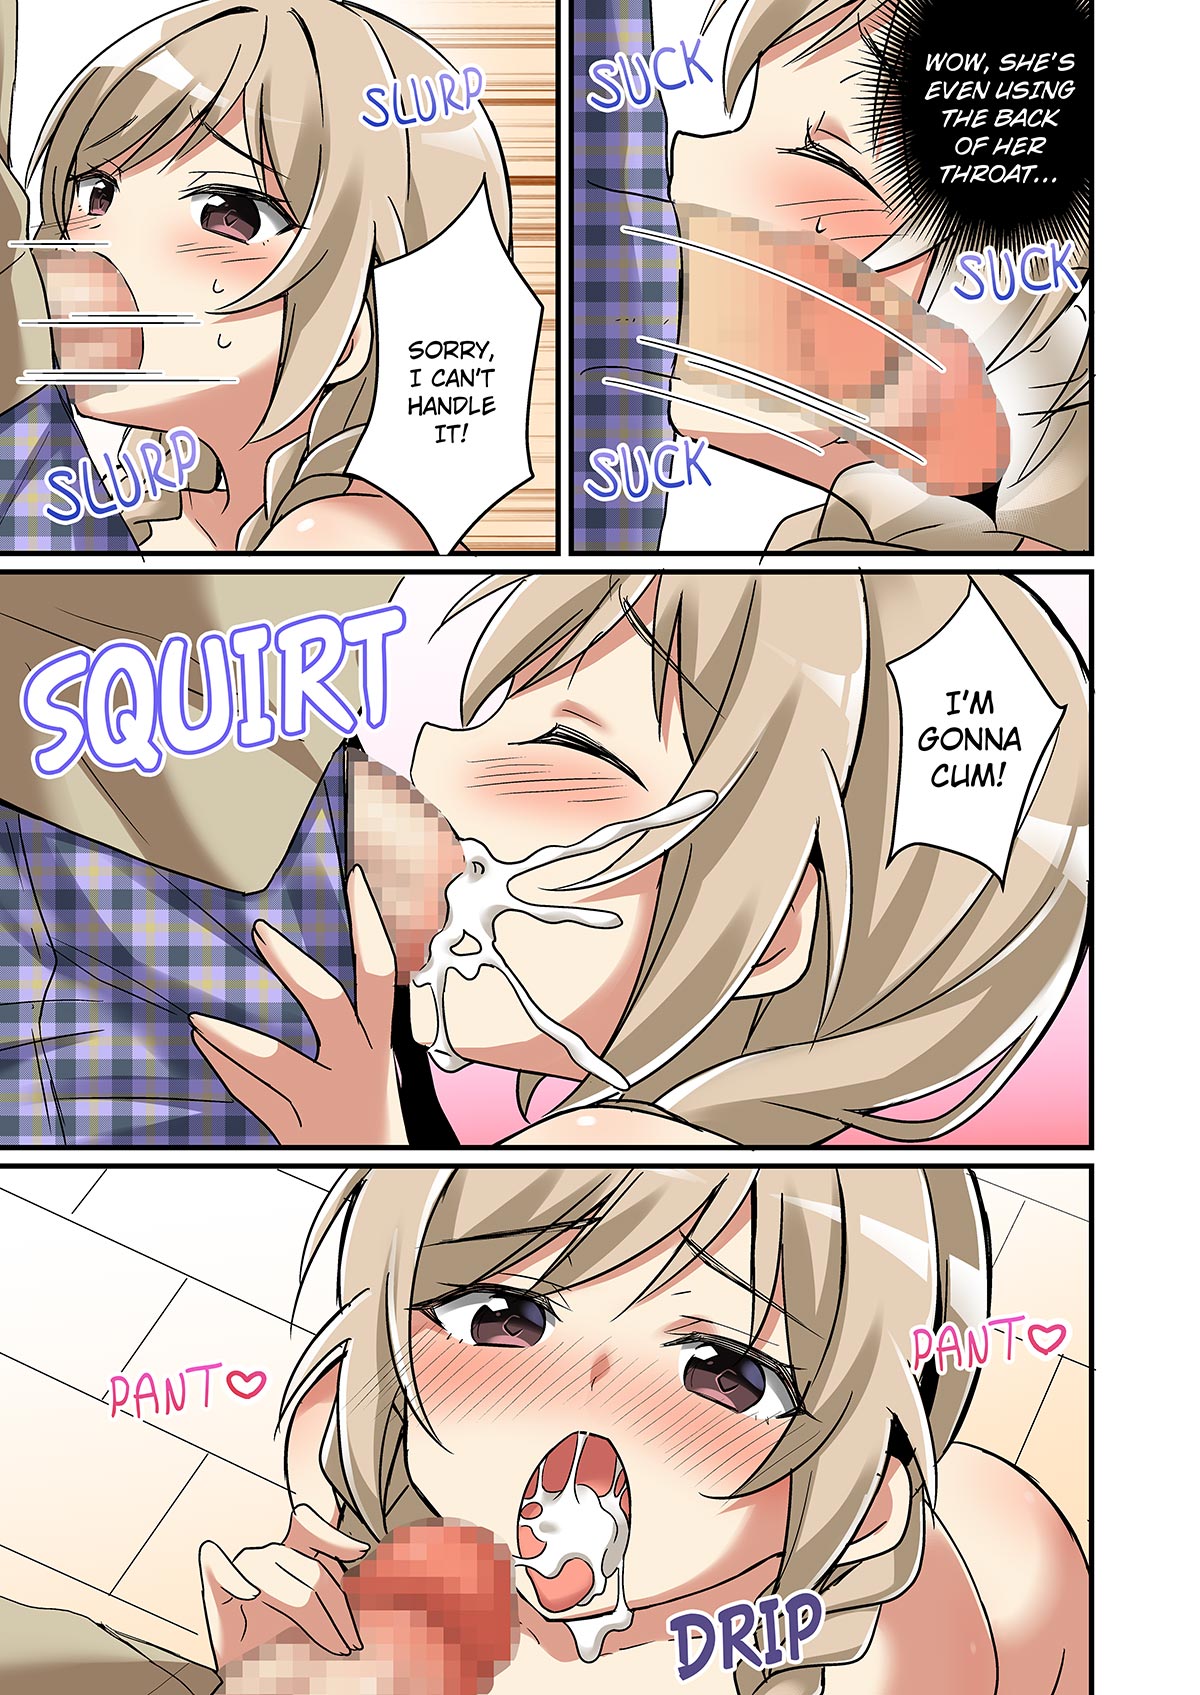 WOW, SHE'S
EVEN USING
THE BACK
OF HER
THROAT...
SUCK
SUCK
SUCK
SLURP
SORRY,
I CAN'T
HANDLE
IT!
SLURP
I'M
GONNA
CUM!
SQUIRT
PANT♡
PANT♡
DRIP